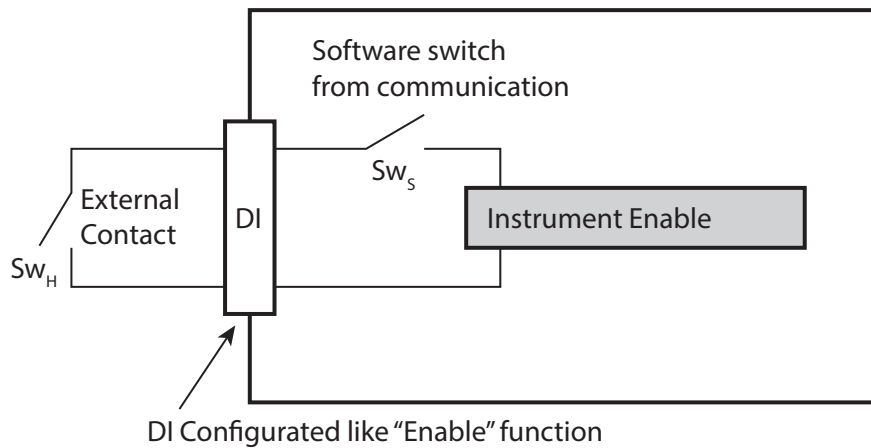 Software switch
from communication
Sw_S
External
Contact
DI
Instrument Enable
Sw_H
DI Configurated like “Enable” function